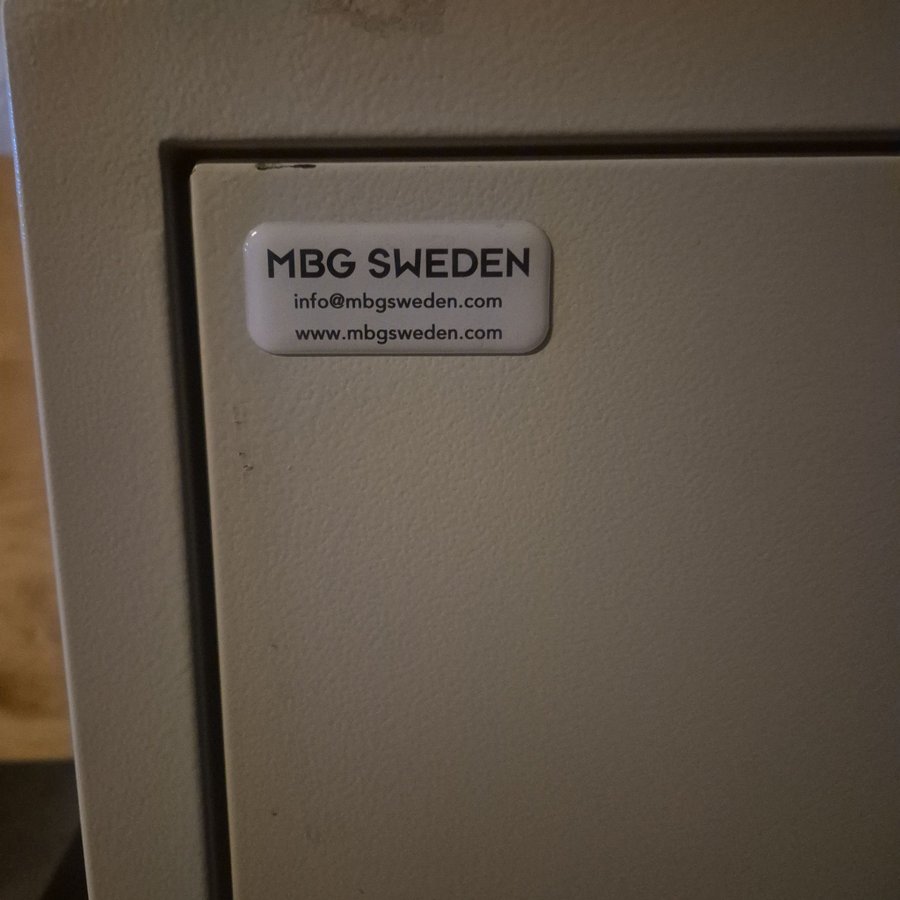 MBG SWEDEN
info@mbgsweden.com
www.mbgsweden.com